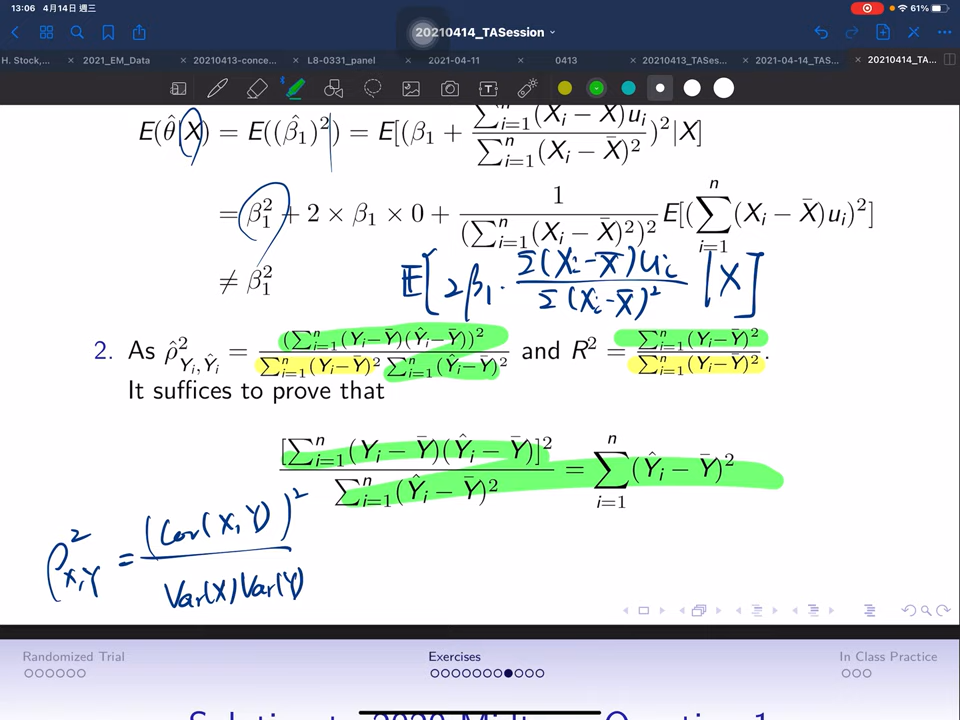 13:06 4月14日 週三 61%
20210414_TASession
H. Stock,... × 2021_EM_Data × 20210413-conce... × L8-0331_panel × 2021-04-11 × 0413 × 20210413_TASes... × 2021-04-14_TAS... × 20210414_TA...
E(θ̂|X) = E((β̂₁)²|) = E[(β₁ + ∑ⁿᵢ₌₁(Xᵢ − X̄)uᵢ / ∑ⁿᵢ₌₁(Xᵢ − X̄)²)²|X]
= β₁² + 2 × β₁ × 0 + 1 / (∑ⁿᵢ₌₁(Xᵢ − X̄)²)² E[(∑ⁿᵢ₌₁(Xᵢ − X̄)uᵢ)²]
≠ β₁²
E[2β₁ · Σ(Xᵢ−X̄)uᵢ / Σ(Xᵢ−X̄)² |X]
2. As ρ̂²_Yᵢ,Ŷᵢ = (∑ⁿᵢ₌₁(Yᵢ−Ȳ)(Ŷᵢ−Ȳ))² / ∑ⁿᵢ₌₁(Yᵢ−Ȳ)² ∑ⁿᵢ₌₁(Ŷᵢ−Ȳ)² and R² = ∑ⁿᵢ₌₁(Ŷᵢ−Ȳ)² / ∑ⁿᵢ₌₁(Yᵢ−Ȳ)².
It suffices to prove that
[∑ⁿᵢ₌₁(Yᵢ − Ȳ)(Ŷᵢ − Ȳ)]² / ∑ⁿᵢ₌₁(Ŷᵢ − Ȳ)² = ∑ⁿᵢ₌₁(Ŷᵢ − Ȳ)²
ρ²_X,Y = (Cov(X,Y))² / Var(X)Var(Y)
Randomized Trial Exercises In Class Practice